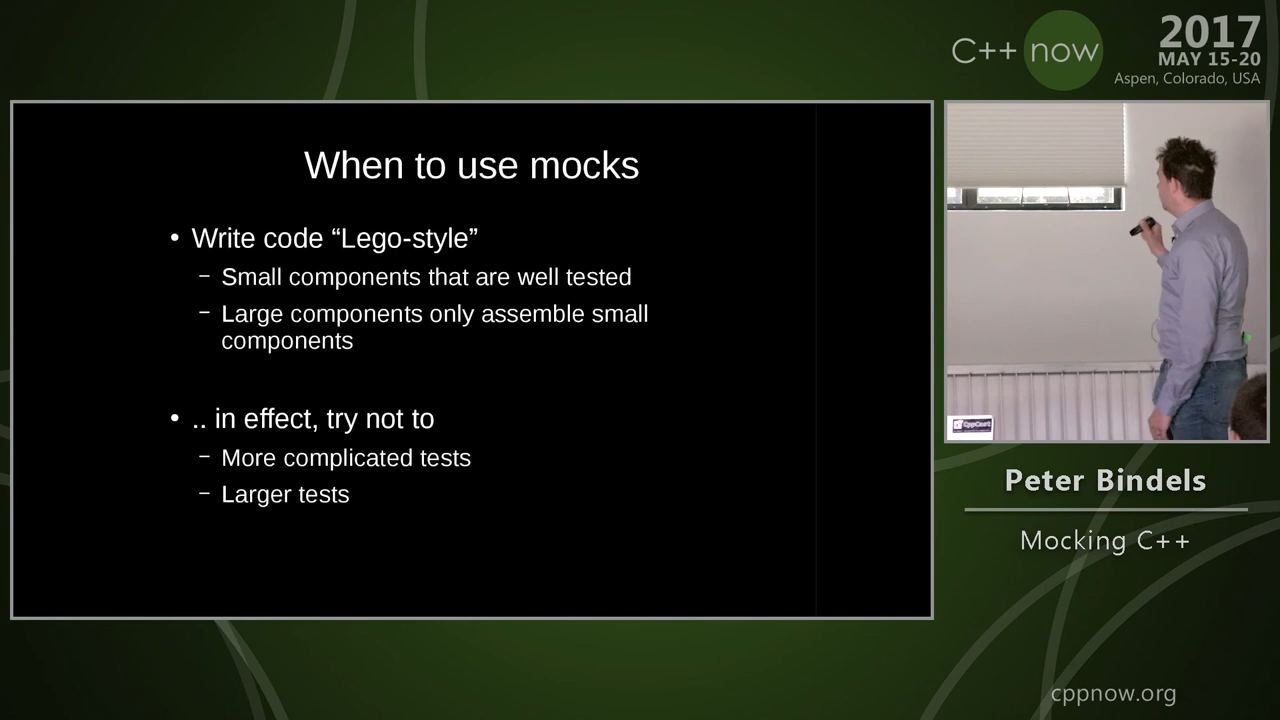 C++ now
2017
MAY 15-20
Aspen, Colorado, USA
When to use mocks
• Write code “Lego-style”
– Small components that are well tested
– Large components only assemble small
components
• .. in effect, try not to
– More complicated tests
– Larger tests
CppCast
Peter Bindels
Mocking C++
cppnow.org